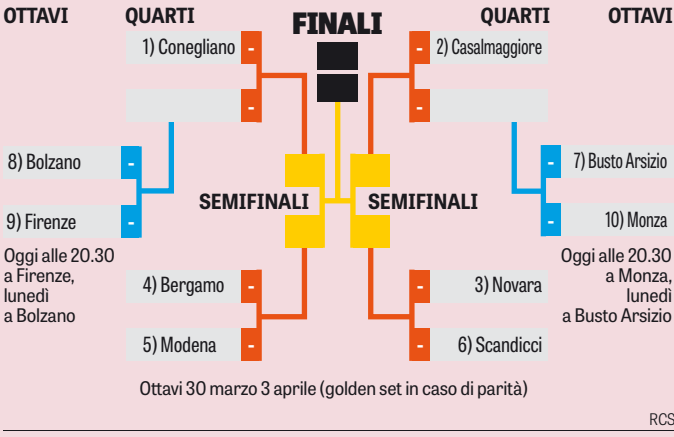 OTTAVI
QUARTI
FINALI
QUARTI
OTTAVI
1) Conegliano -
- 2) Casalmaggiore
-
-
8) Bolzano -
- 7) Busto Arsizio
SEMIFINALI
SEMIFINALI
9) Firenze -
- 10) Monza
Oggi alle 20.30
a Firenze,
lunedì
a Bolzano
Oggi alle 20.30
a Monza,
lunedì
a Busto Arsizio
4) Bergamo -
- 3) Novara
5) Modena -
- 6) Scandicci
Ottavi 30 marzo 3 aprile (golden set in caso di parità)
RCS